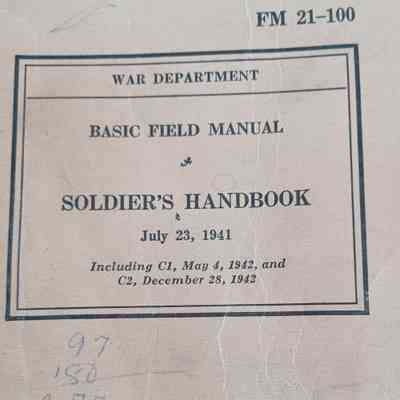 FM 21-100
WAR DEPARTMENT
BASIC FIELD MANUAL
SOLDIER'S HANDBOOK
July 23, 1941
Including C1, May 4, 1942, and
C2, December 28, 1942
97
180